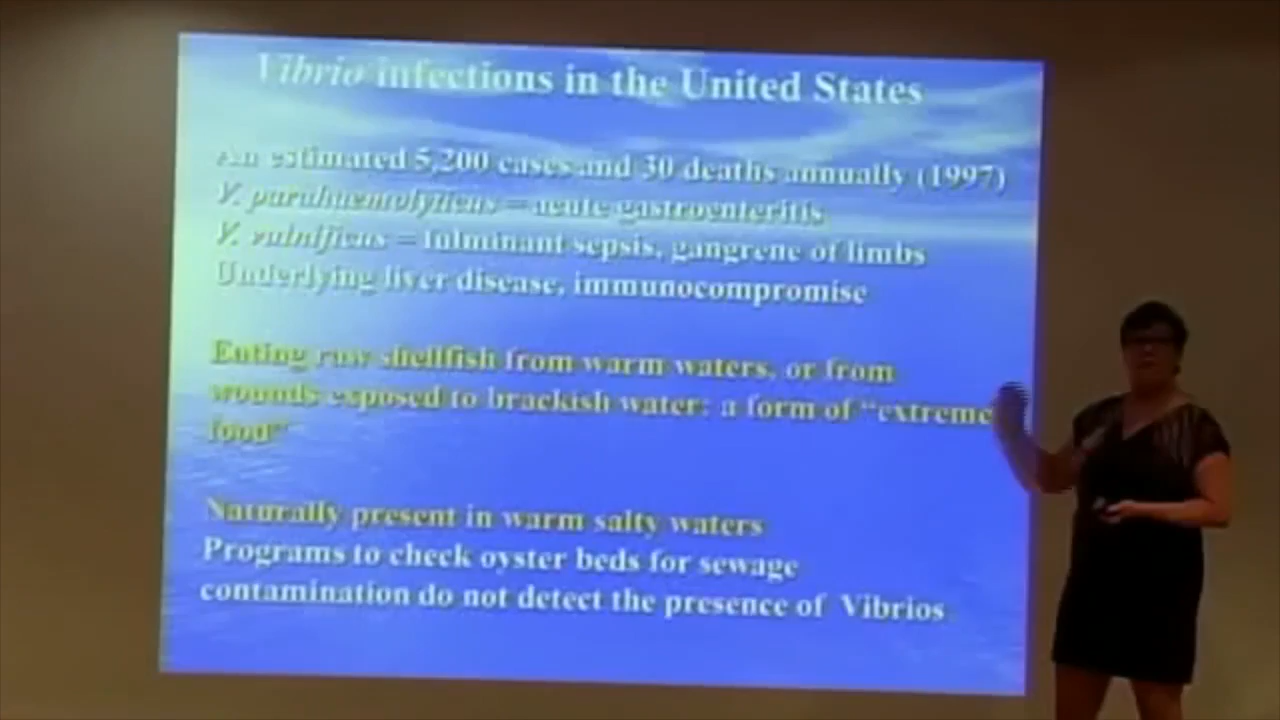 Vibrio infections in the United States
An estimated 5,200 cases and 30 deaths annually (1997)
V. parahaemolyticus = acute gastroenteritis
V. vulnificus = fulminant sepsis, gangrene of limbs
Underlying liver disease, immunocompromise
Eating raw shellfish from warm waters, or from
wounds exposed to brackish water: a form of “extreme
food”
Naturally present in warm salty waters
Programs to check oyster beds for sewage
contamination do not detect the presence of Vibrios